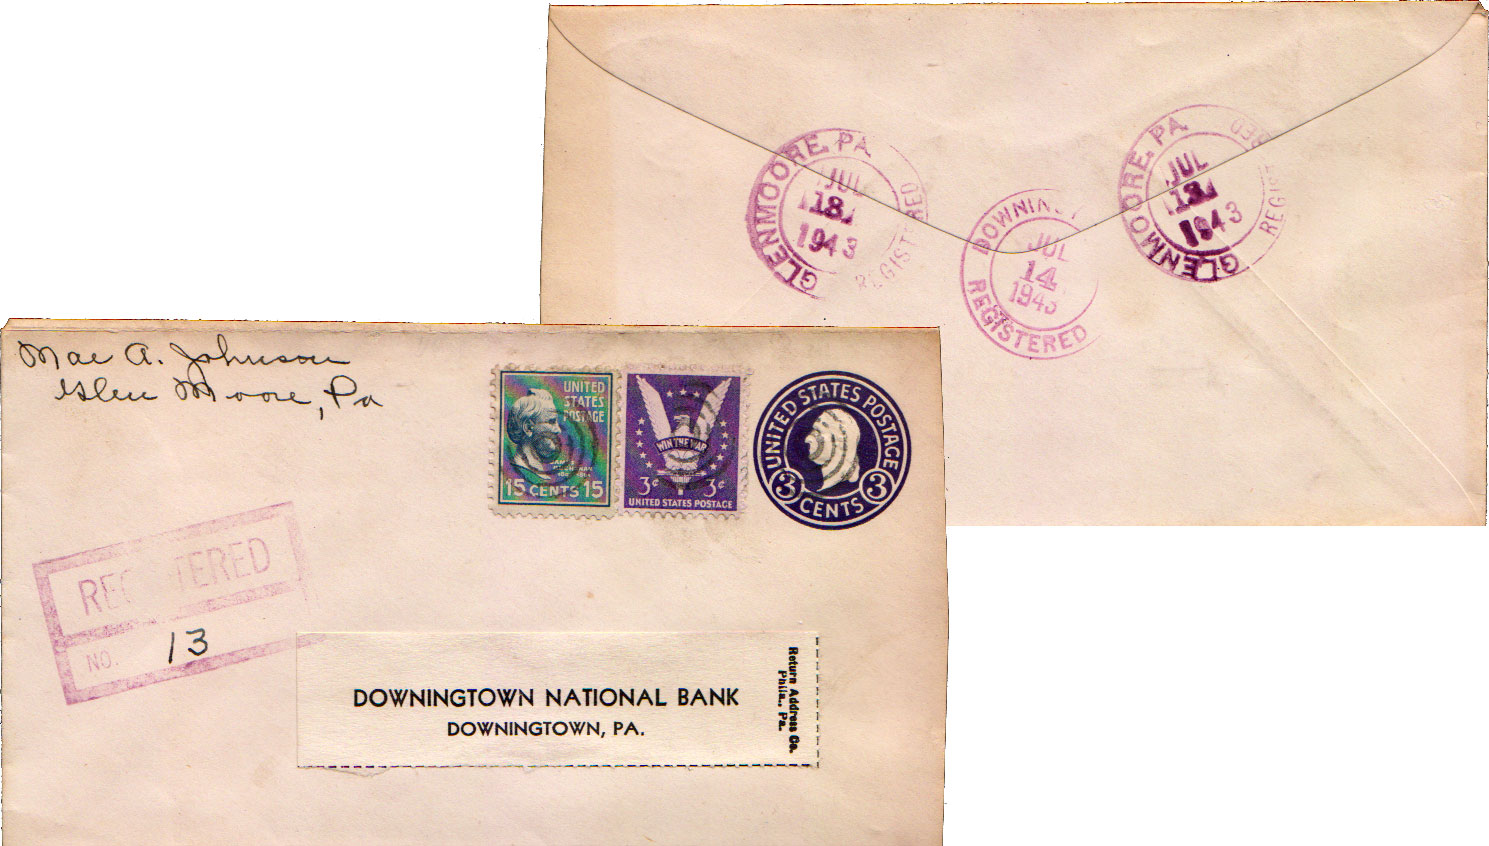 Mae A. Johnson
Glen Moore, Pa
UNITED
STATES
POSTAGE
15 CENTS 15
WIN THE WAR
3¢ 3¢
UNITED STATES POSTAGE
UNITED STATES POSTAGE
3 3
CENTS
REGISTERED
NO. 13
DOWNINGTOWN NATIONAL BANK
DOWNINGTOWN, PA.
Return Address Co.
Phila., Pa.
GLENMOORE, PA
JUL
13
1943
REGISTERED
DOWNINGT
JUL
14
1943
REGISTERED
GLENMOORE, PA.
JUL
13
1943
REGIST